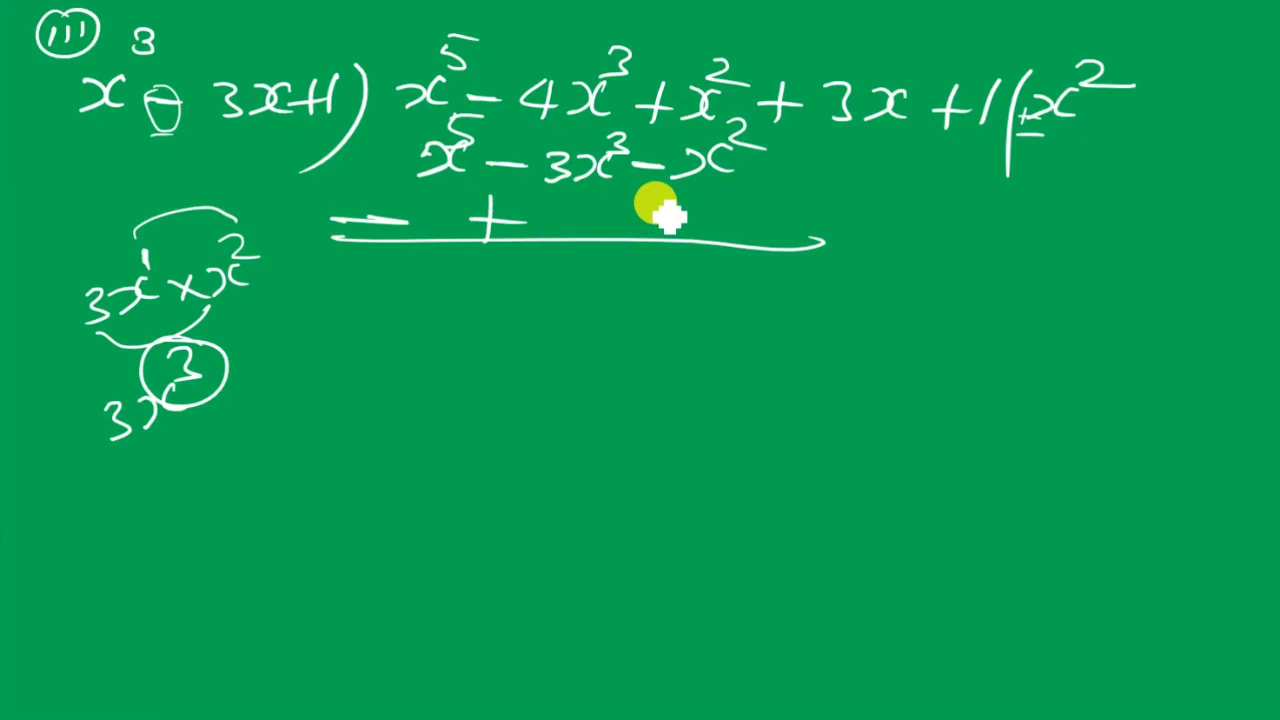 (iii)
x³ - 3x+1) x⁵ - 4x³ + x² + 3x + 1( +x²
x⁵ - 3x³ - x²
- +
3x¹ × x²
3x³